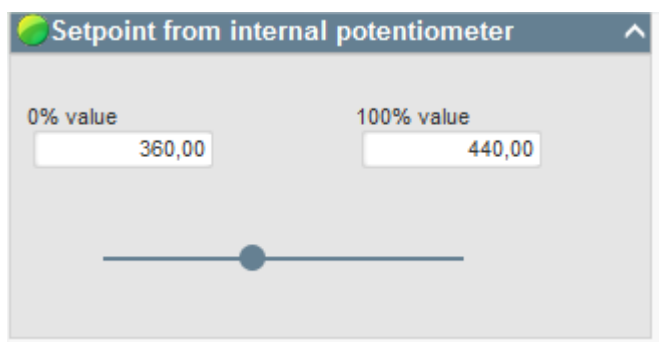 Setpoint from internal potentiometer
0% value 100% value
360,00 440,00